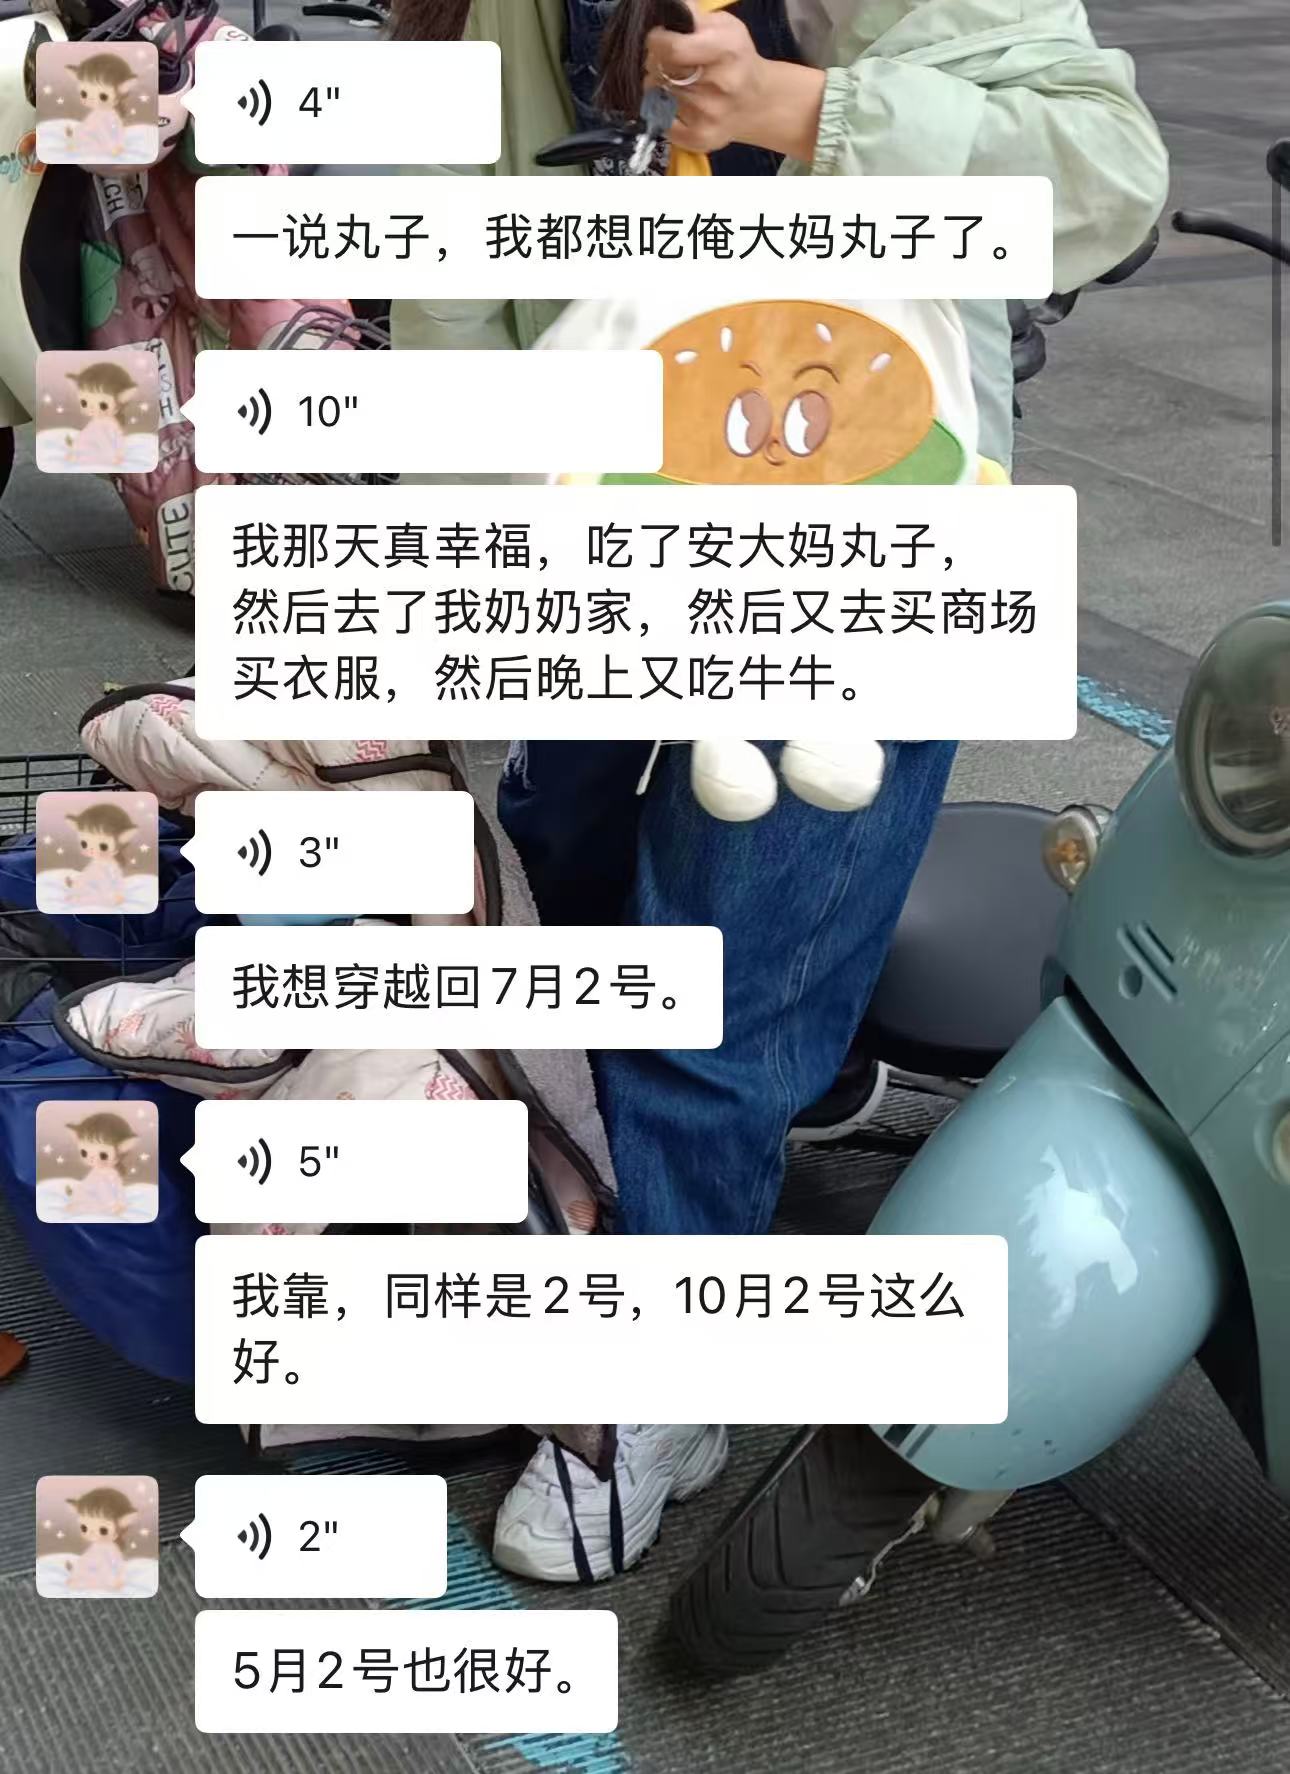 4"
一说丸子，我都想吃俺大妈丸子了。
10"
我那天真幸福，吃了安大妈丸子，
然后去了我奶奶家，然后又去买商场
买衣服，然后晚上又吃牛牛。
3"
我想穿越回7月2号。
5"
我靠，同样是2号，10月2号这么
好。
2"
5月2号也很好。
CUTE